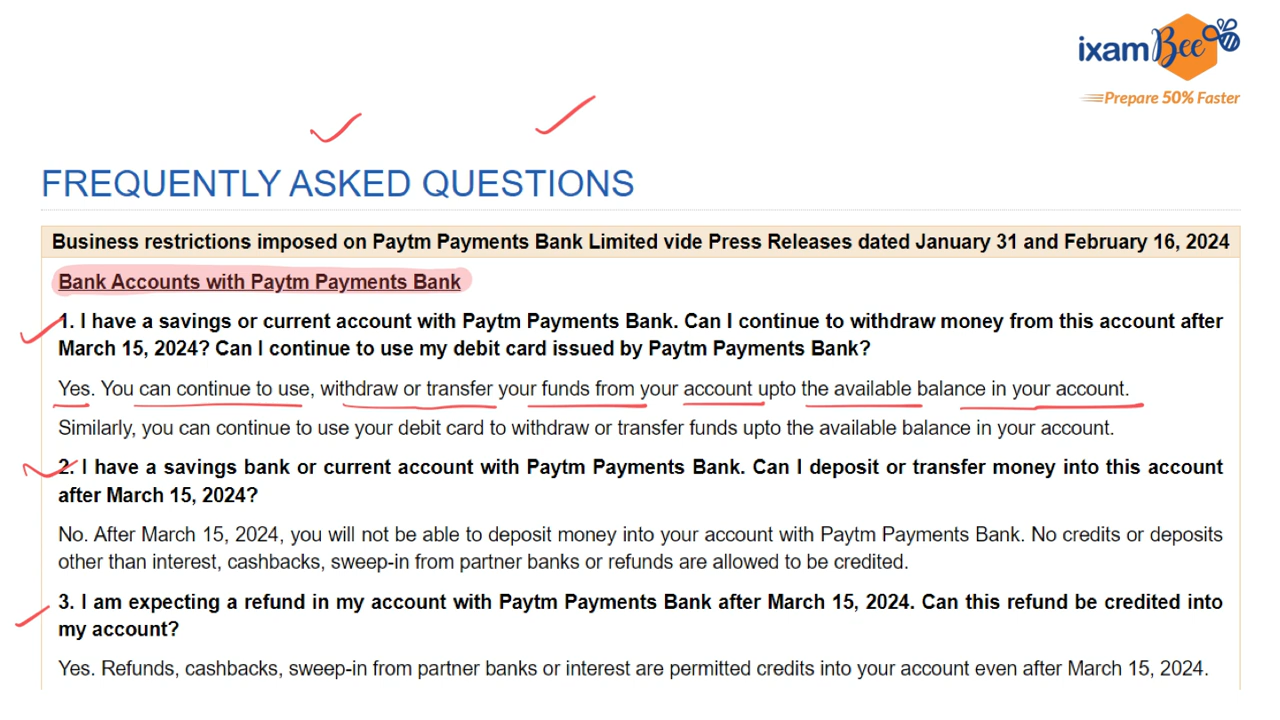 ixamBee
Prepare 50% Faster
FREQUENTLY ASKED QUESTIONS
Business restrictions imposed on Paytm Payments Bank Limited vide Press Releases dated January 31 and February 16, 2024
Bank Accounts with Paytm Payments Bank
1. I have a savings or current account with Paytm Payments Bank. Can I continue to withdraw money from this account after
March 15, 2024? Can I continue to use my debit card issued by Paytm Payments Bank?
Yes. You can continue to use, withdraw or transfer your funds from your account upto the available balance in your account.
Similarly, you can continue to use your debit card to withdraw or transfer funds upto the available balance in your account.
2. I have a savings bank or current account with Paytm Payments Bank. Can I deposit or transfer money into this account
after March 15, 2024?
No. After March 15, 2024, you will not be able to deposit money into your account with Paytm Payments Bank. No credits or deposits
other than interest, cashbacks, sweep-in from partner banks or refunds are allowed to be credited.
3. I am expecting a refund in my account with Paytm Payments Bank after March 15, 2024. Can this refund be credited into
my account?
Yes. Refunds, cashbacks, sweep-in from partner banks or interest are permitted credits into your account even after March 15, 2024.